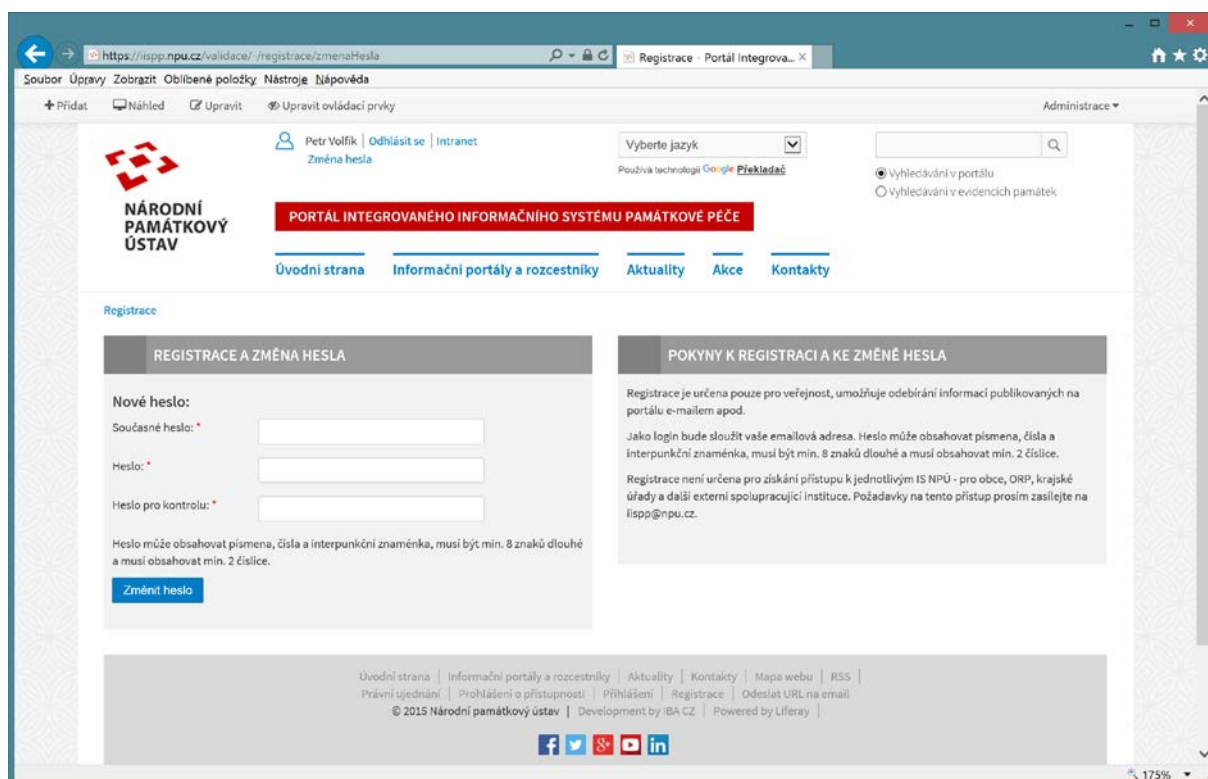 https://iispp.npu.cz/validace/-/registrace/zmenaHesla
Registrace - Portál Integrova...
Soubor Úpravy Zobrazit Oblíbené položky Nástroje Nápověda
Přidat Náhled Upravit Upravit ovládací prvky Administrace
Petr Volfík | Odhlásit se | Intranet
Změna hesla
Vyberte jazyk
Používá technologii Google Překladač
Vyhledávání v portálu
Vyhledávání v evidencích památek
NÁRODNÍ
PAMÁTKOVÝ
ÚSTAV
PORTÁL INTEGROVANÉHO INFORMAČNÍHO SYSTÉMU PAMÁTKOVÉ PÉČE
Úvodní strana Informační portály a rozcestníky Aktuality Akce Kontakty
Registrace
REGISTRACE A ZMĚNA HESLA
Nové heslo:
Současné heslo: *
Heslo: *
Heslo pro kontrolu: *
Heslo může obsahovat písmena, čísla a interpunkční znaménka, musí být min. 8 znaků dlouhé
a musí obsahovat min. 2 číslice.
Změnit heslo
POKYNY K REGISTRACI A KE ZMĚNĚ HESLA
Registrace je určena pouze pro veřejnost, umožňuje odebírání informací publikovaných na
portálu e-mailem apod.
Jako login bude sloužit vaše emailová adresa. Heslo může obsahovat písmena, čísla a
interpunkční znaménka, musí být min. 8 znaků dlouhé a musí obsahovat min. 2 číslice.
Registrace není určena pro získání přístupu k jednotlivým IS NPÚ - pro obce, ORP, krajské
úřady a další externí spolupracující instituce. Požadavky na tento přístup prosím zasílejte na
iispp@npu.cz.
Úvodní strana | Informační portály a rozcestníky | Aktuality | Kontakty | Mapa webu | RSS |
Právní ujednání | Prohlášení o přístupnosti | Přihlášení | Registrace | Odeslat URL na email
© 2015 Národní památkový ústav | Development by IBA CZ | Powered by Liferay |
175%